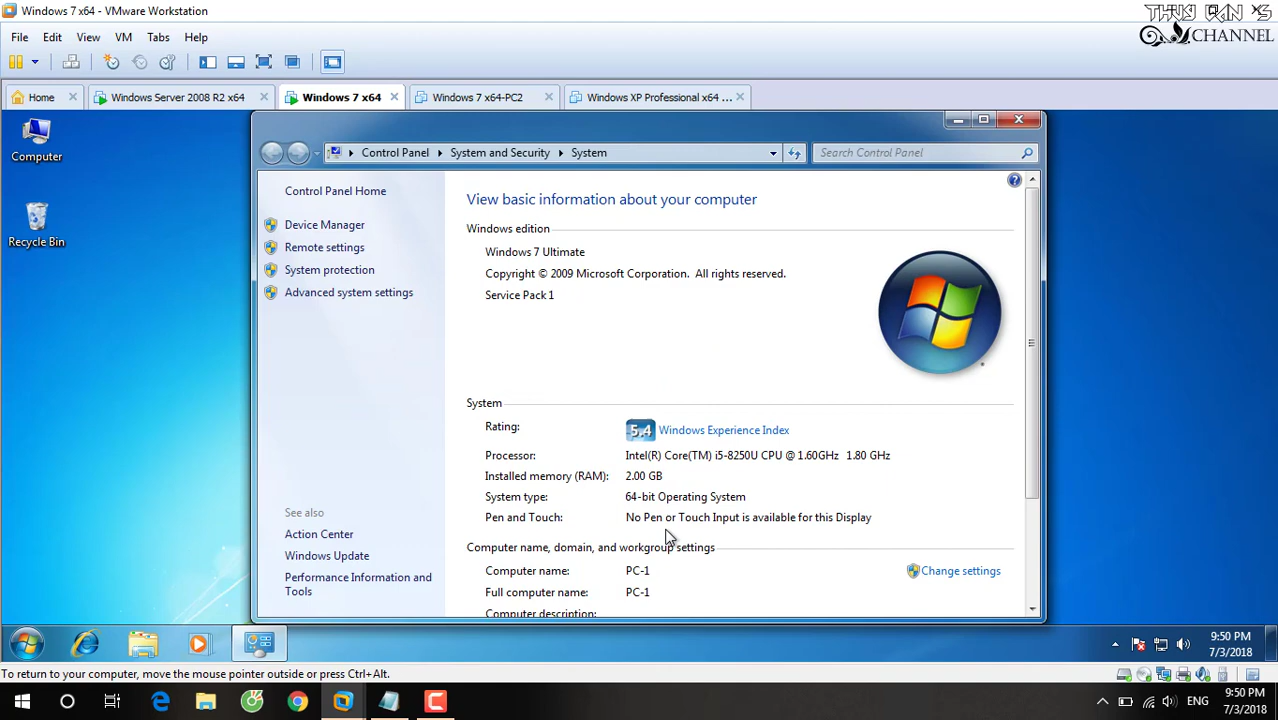 Windows 7 x64 - VMware Workstation
CHANNEL
File Edit View VM Tabs Help
Home Windows Server 2008 R2 x64 Windows 7 x64 Windows 7 x64-PC2 Windows XP Professional x64 ...
Computer
Recycle Bin
Control Panel System and Security System
Search Control Panel
Control Panel Home
Device Manager
Remote settings
System protection
Advanced system settings
See also
Action Center
Windows Update
Performance Information and
Tools
View basic information about your computer
Windows edition
Windows 7 Ultimate
Copyright © 2009 Microsoft Corporation. All rights reserved.
Service Pack 1
System
Rating: 5.4 Windows Experience Index
Processor: Intel(R) Core(TM) i5-8250U CPU @ 1.60GHz 1.80 GHz
Installed memory (RAM): 2.00 GB
System type: 64-bit Operating System
Pen and Touch: No Pen or Touch Input is available for this Display
Computer name, domain, and workgroup settings
Computer name: PC-1
Change settings
Full computer name: PC-1
Computer description:
9:50 PM
7/3/2018
To return to your computer, move the mouse pointer outside or press Ctrl+Alt.
ENG
9:50 PM
7/3/2018